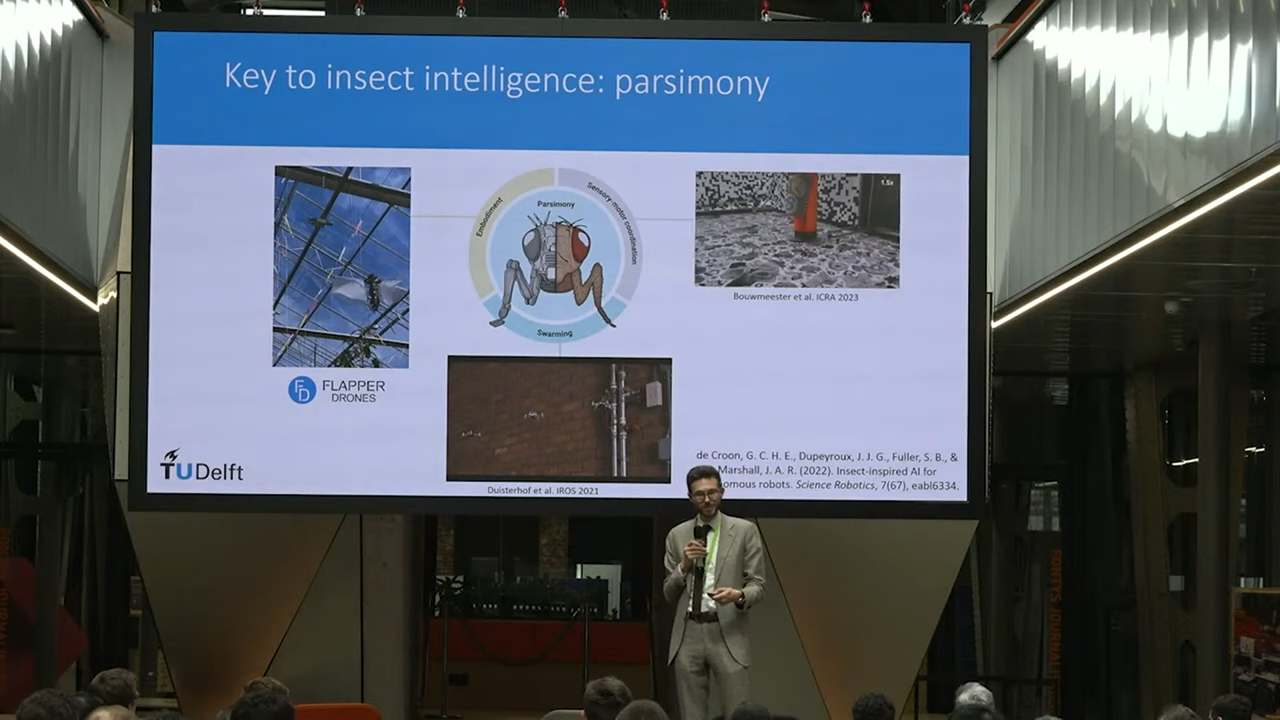 Key to insect intelligence: parsimony
Embodiment
Parsimony
Sensory-motor coordination
Swarming
1.5x
Bouwmeester et al. ICRA 2023
FD
FLAPPER
DRONES
Duisterhof et al. IROS 2021
TUDelft
de Croon, G. C. H. E., Dupeyroux, J. J. G., Fuller, S. B., &
Marshall, J. A. R. (2022). Insect-inspired AI for
omous robots. Science Robotics, 7(67), eabl6334.